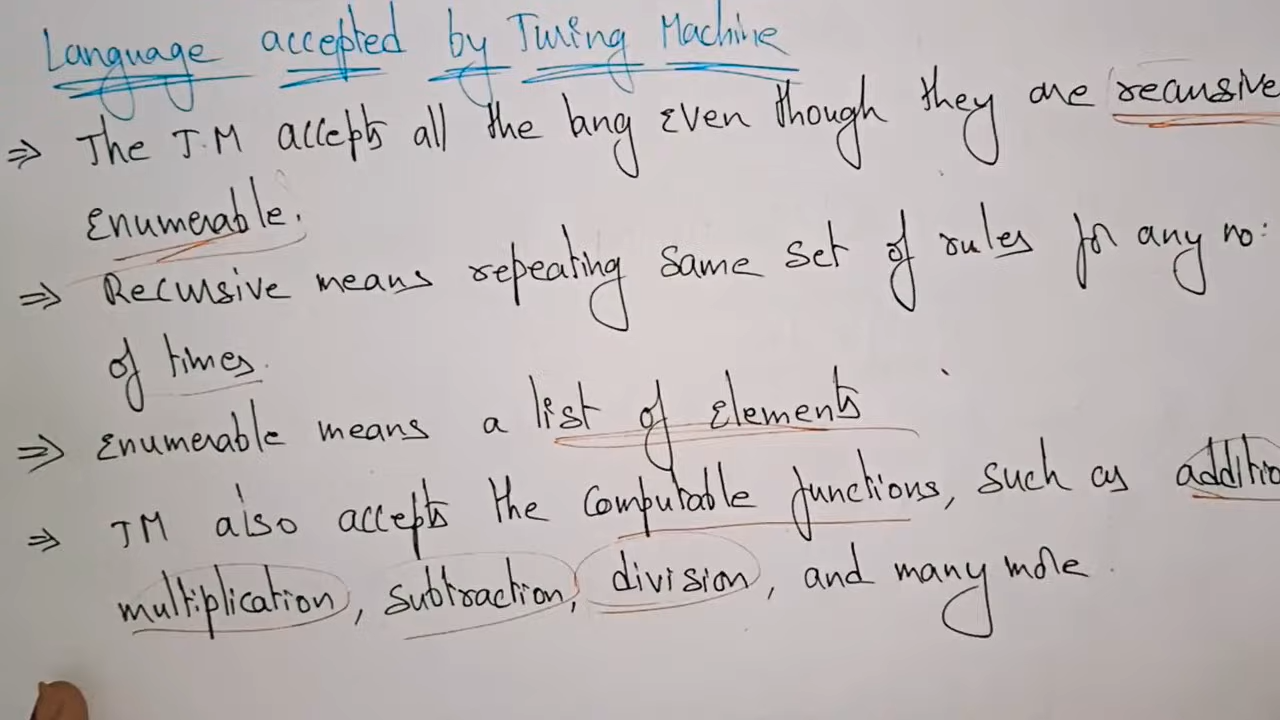 Language accepted by Turing Machine
⇒ The T.M accepts all the lang even though they are recursive
enumerable.
⇒ Recursive means repeating same set of rules for any no:
of times.
⇒ Enumerable means a list of elements
⇒ TM also accepts the computable functions, such as additio
multiplication, subtraction, division, and many more.